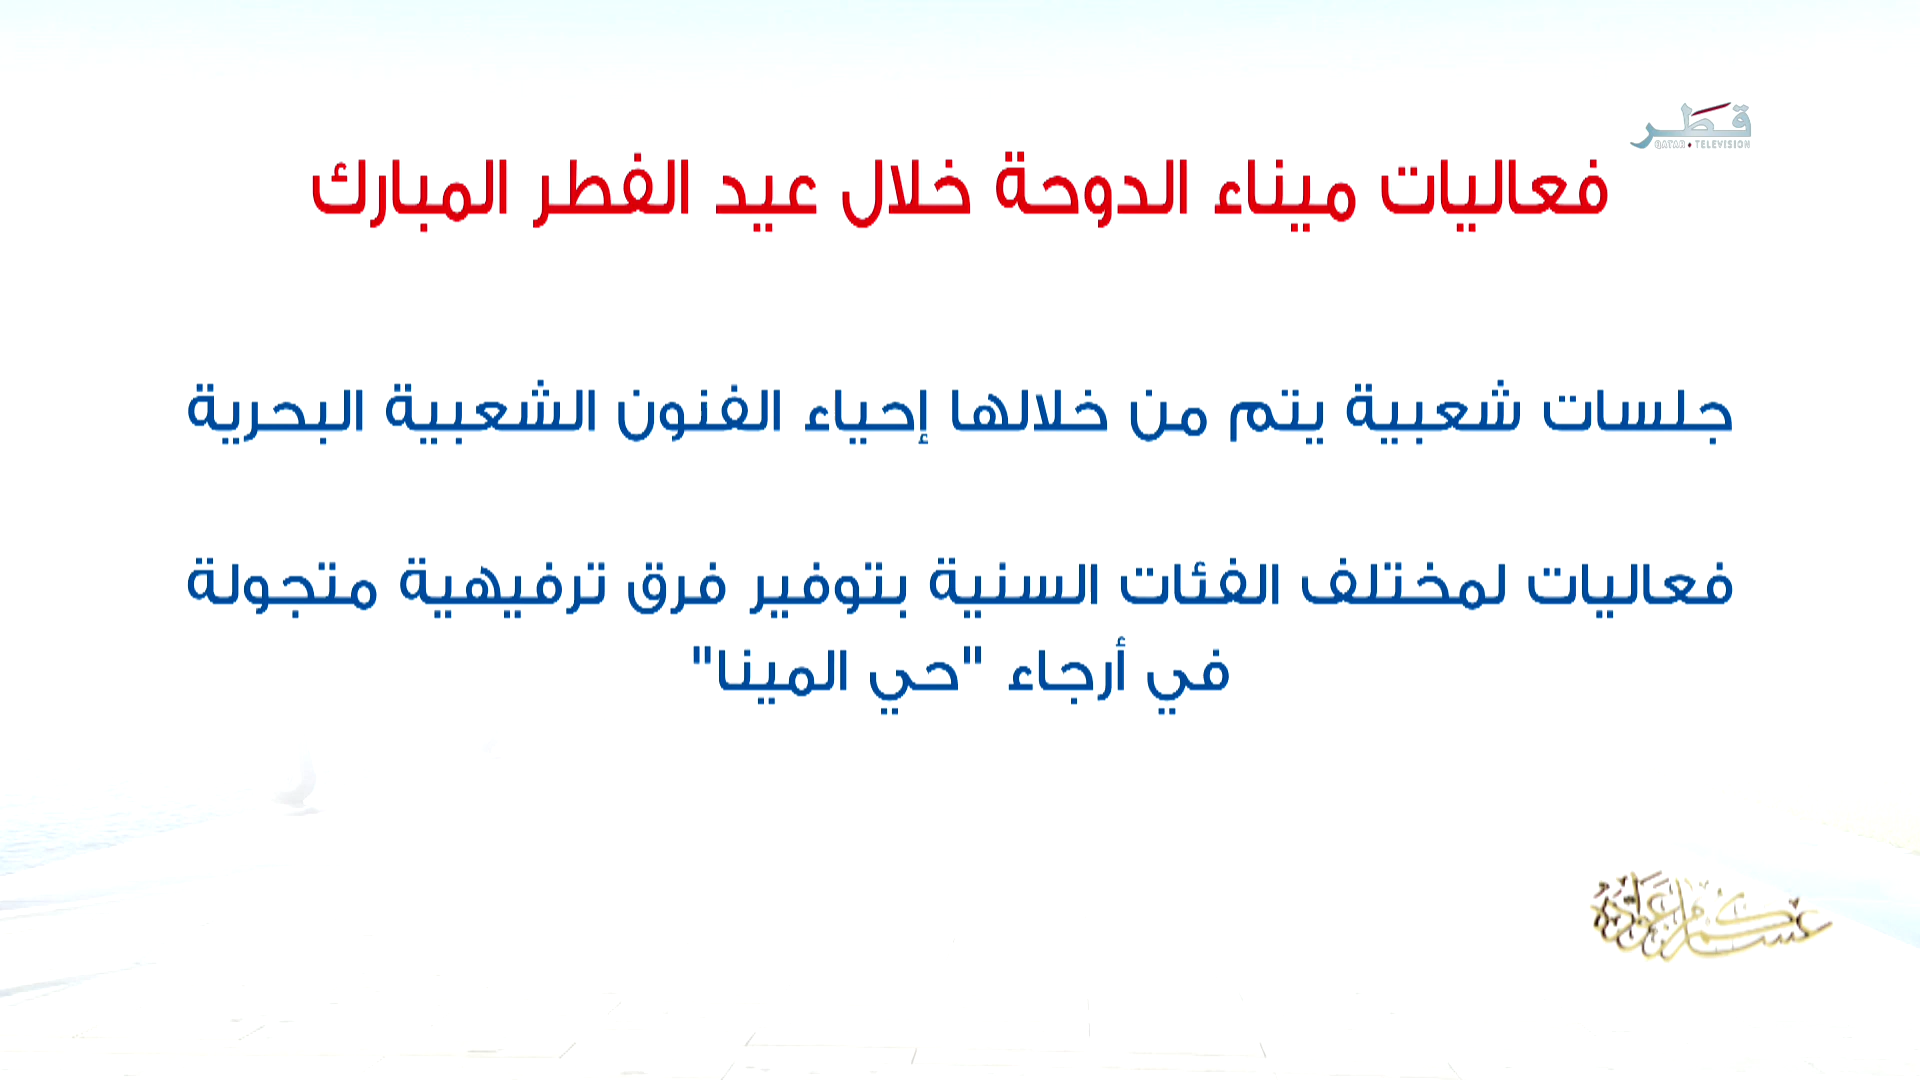 قطر
QATAR TELEVISION
فعاليات ميناء الدوحة خلال عيد الفطر المبارك
جلسات شعبية يتم من خلالها إحياء الفنون الشعبية البحرية
فعاليات لمختلف الفئات السنية بتوفير فرق ترفيهية متجولة
في أرجاء "حي المينا"
عساكم من عواده